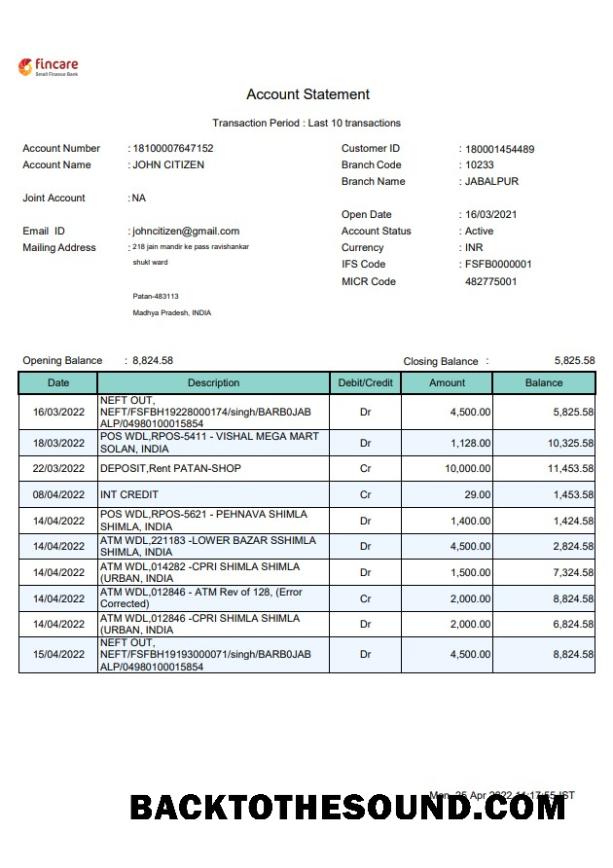 fincare
Small Finance Bank
Account Statement
Transaction Period : Last 10 transactions
Account Number : 18100007647152 Customer ID : 180001454489
Account Name : JOHN CITIZEN Branch Code : 10233
Branch Name : JABALPUR
Joint Account : NA
Open Date : 16/03/2021
Email ID : johncitizen@gmail.com Account Status : Active
Mailing Address : 218 jain mandir ke pass ravishankar Currency : INR
shukl ward IFS Code : FSFB0000001
MICR Code 482775001
Patan-483113
Madhya Pradesh, INDIA
Opening Balance : 8,824.58 Closing Balance : 5,825.58
Date Description Debit/Credit Amount Balance
NEFT OUT,
16/03/2022 NEFT/FSFBH19228000174/singh/BARB0JAB Dr 4,500.00 5,825.58
ALP/04980100015854
18/03/2022 POS WDL,RPOS-5411 - VISHAL MEGA MART Dr 1,128.00 10,325.58
SOLAN, INDIA
22/03/2022 DEPOSIT,Rent PATAN-SHOP Cr 10,000.00 11,453.58
08/04/2022 INT CREDIT Cr 29.00 1,453.58
14/04/2022 POS WDL,RPOS-5621 - PEHNAVA SHIMLA Dr 1,400.00 1,424.58
SHIMLA, INDIA
14/04/2022 ATM WDL,221183 -LOWER BAZAR SSHIMLA Dr 4,500.00 2,824.58
SHIMLA, INDIA
14/04/2022 ATM WDL,014282 -CPRI SHIMLA SHIMLA Dr 1,500.00 7,324.58
(URBAN, INDIA
14/04/2022 ATM WDL,012846 - ATM Rev of 128, (Error Cr 2,000.00 8,824.58
Corrected)
14/04/2022 ATM WDL,012846 -CPRI SHIMLA SHIMLA Dr 2,000.00 6,824.58
(URBAN, INDIA
NEFT OUT,
15/04/2022 NEFT/FSFBH19193000071/singh/BARB0JAB Dr 4,500.00 8,824.58
ALP/04980100015854
Mon, 25 Apr 2022 IST
BACKTOTHESOUND.COM